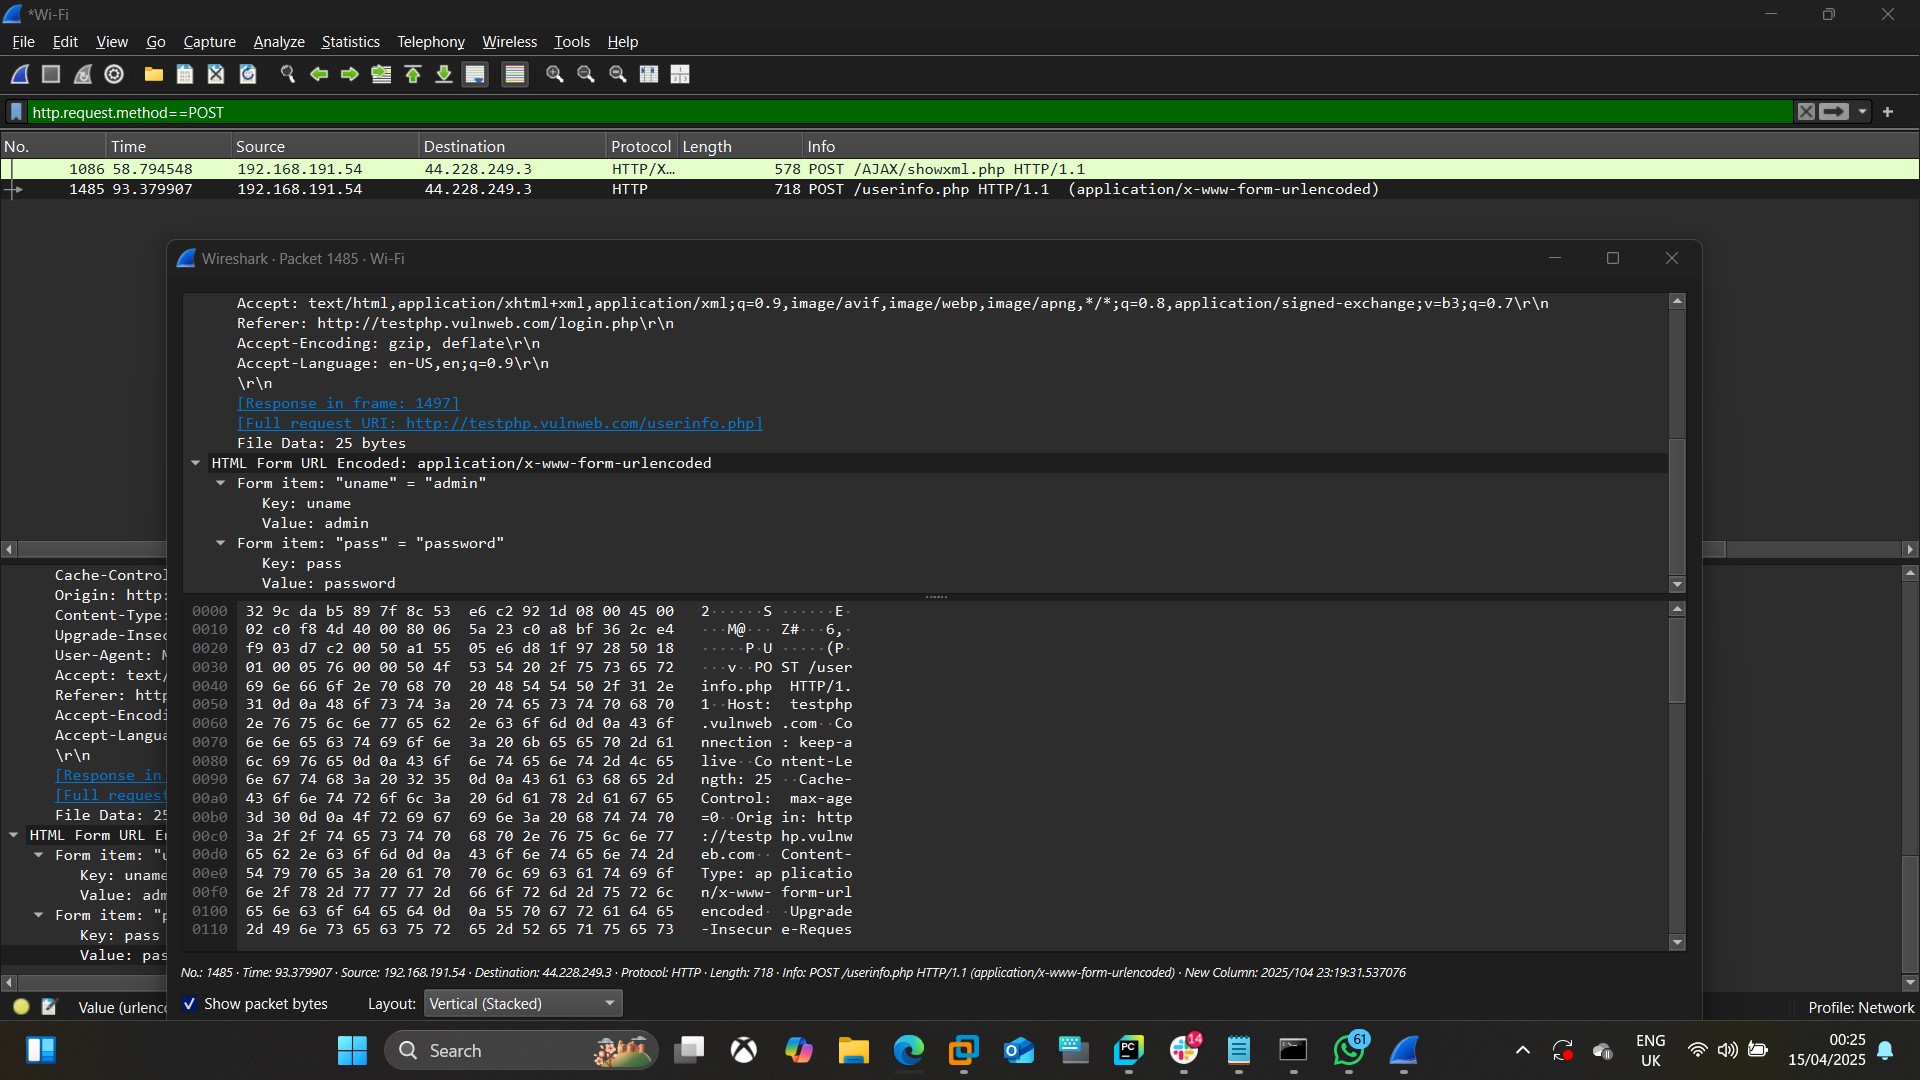 *Wi-Fi
File Edit View Go Capture Analyze Statistics Telephony Wireless Tools Help
http.request.method==POST
No. Time Source Destination Protocol Length Info
1086 58.794548 192.168.191.54 44.228.249.3 HTTP/X… 578 POST /AJAX/showxml.php HTTP/1.1
1485 93.379907 192.168.191.54 44.228.249.3 HTTP 718 POST /userinfo.php HTTP/1.1  (application/x-www-form-urlencoded)
Wireshark · Packet 1485 · Wi-Fi
Accept: text/html,application/xhtml+xml,application/xml;q=0.9,image/avif,image/webp,image/apng,*/*;q=0.8,application/signed-exchange;v=b3;q=0.7\r\n
Referer: http://testphp.vulnweb.com/login.php\r\n
Accept-Encoding: gzip, deflate\r\n
Accept-Language: en-US,en;q=0.9\r\n
\r\n
[Response in frame: 1497]
[Full request URI: http://testphp.vulnweb.com/userinfo.php]
File Data: 25 bytes
HTML Form URL Encoded: application/x-www-form-urlencoded
Form item: "uname" = "admin"
Key: uname
Value: admin
Form item: "pass" = "password"
Key: pass
Value: password
0000 32 9c da b5 89 7f 8c 53 e6 c2 92 1d 08 00 45 00 2······S ······E·
0010 02 c0 f8 4d 40 00 80 06 5a 23 c0 a8 bf 36 2c e4 ···M@··· Z#···6,·
0020 f9 03 d7 c2 00 50 a1 55 05 e6 d8 1f 97 28 50 18 ·····P·U ·····(P·
0030 01 00 05 76 00 00 50 4f 53 54 20 2f 75 73 65 72 ···v··PO ST /user
0040 69 6e 66 6f 2e 70 68 70 20 48 54 54 50 2f 31 2e info.php HTTP/1.
0050 31 0d 0a 48 6f 73 74 3a 20 74 65 73 74 70 68 70 1··Host: testphp
0060 2e 76 75 6c 6e 77 65 62 2e 63 6f 6d 0d 0a 43 6f .vulnweb .com··Co
0070 6e 6e 65 63 74 69 6f 6e 3a 20 6b 65 65 70 2d 61 nnection : keep-a
0080 6c 69 76 65 0d 0a 43 6f 6e 74 65 6e 74 2d 4c 65 live··Co ntent-Le
0090 6e 67 74 68 3a 20 32 35 0d 0a 43 61 63 68 65 2d ngth: 25 ··Cache-
00a0 43 6f 6e 74 72 6f 6c 3a 20 6d 61 78 2d 61 67 65 Control: max-age
00b0 3d 30 0d 0a 4f 72 69 67 69 6e 3a 20 68 74 74 70 =0··Orig in: http
00c0 3a 2f 2f 74 65 73 74 70 68 70 2e 76 75 6c 6e 77 ://testp hp.vulnw
00d0 65 62 2e 63 6f 6d 0d 0a 43 6f 6e 74 65 6e 74 2d eb.com·· Content-
00e0 54 79 70 65 3a 20 61 70 70 6c 69 63 61 74 69 6f Type: ap plicatio
00f0 6e 2f 78 2d 77 77 77 2d 66 6f 72 6d 2d 75 72 6c n/x-www- form-url
0100 65 6e 63 6f 64 65 64 0d 0a 55 70 67 72 61 64 65 encoded· ·Upgrade
0110 2d 49 6e 73 65 63 75 72 65 2d 52 65 71 75 65 73 -Insecur e-Reques
No.: 1485 · Time: 93.379907 · Source: 192.168.191.54 · Destination: 44.228.249.3 · Protocol: HTTP · Length: 718 · Info: POST /userinfo.php HTTP/1.1 (application/x-www-form-urlencoded) · New Column: 2025/104 23:19:31.537076
Show packet bytes Layout: Vertical (Stacked)
Cache-Control
Origin: http:
Content-Type:
Upgrade-Insec
User-Agent: M
Accept: text/
Referer: http
Accept-Encodi
Accept-Langua
\r\n
[Response in
[Full request
File Data: 25
HTML Form URL En
Form item: "u
Key: uname
Value: adm
Form item: "p
Key: pass
Value: pas
Value (urlenco
Profile: Network
Search
PC
14
61
ENG
UK
00:25
15/04/2025